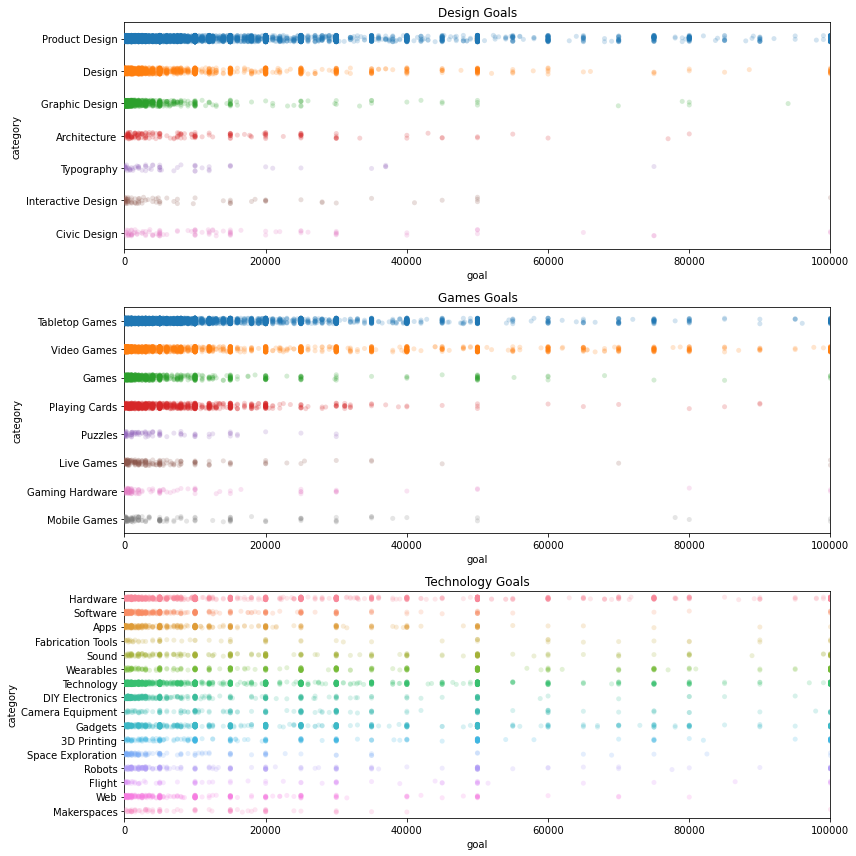 Design Goals
category
Product Design
Design
Graphic Design
Architecture
Typography
Interactive Design
Civic Design
0 20000 40000 60000 80000 100000
goal
Games Goals
category
Tabletop Games
Video Games
Games
Playing Cards
Puzzles
Live Games
Gaming Hardware
Mobile Games
0 20000 40000 60000 80000 100000
goal
Technology Goals
category
Hardware
Software
Apps
Fabrication Tools
Sound
Wearables
Technology
DIY Electronics
Camera Equipment
Gadgets
3D Printing
Space Exploration
Robots
Flight
Web
Makerspaces
0 20000 40000 60000 80000 100000
goal